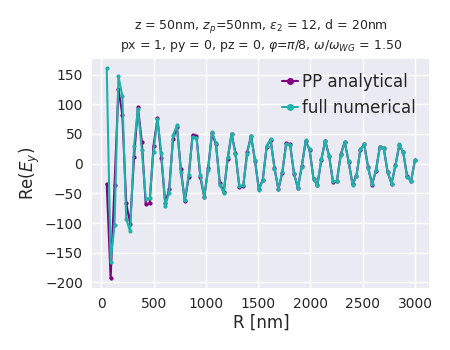 z = 50nm, z_p=50nm, ε_2 = 12, d = 20nm
px = 1, py = 0, pz = 0, φ=π/8, ω/ω_WG = 1.50
PP analytical
full numerical
Re(E_y)
150
100
50
0
−50
−100
−150
−200
0 500 1000 1500 2000 2500 3000
R [nm]